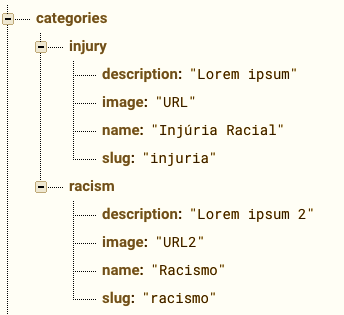 categories
injury
description: "Lorem ipsum"
image: "URL"
name: "Injúria Racial"
slug: "injuria"
racism
description: "Lorem ipsum 2"
image: "URL2"
name: "Racismo"
slug: "racismo"